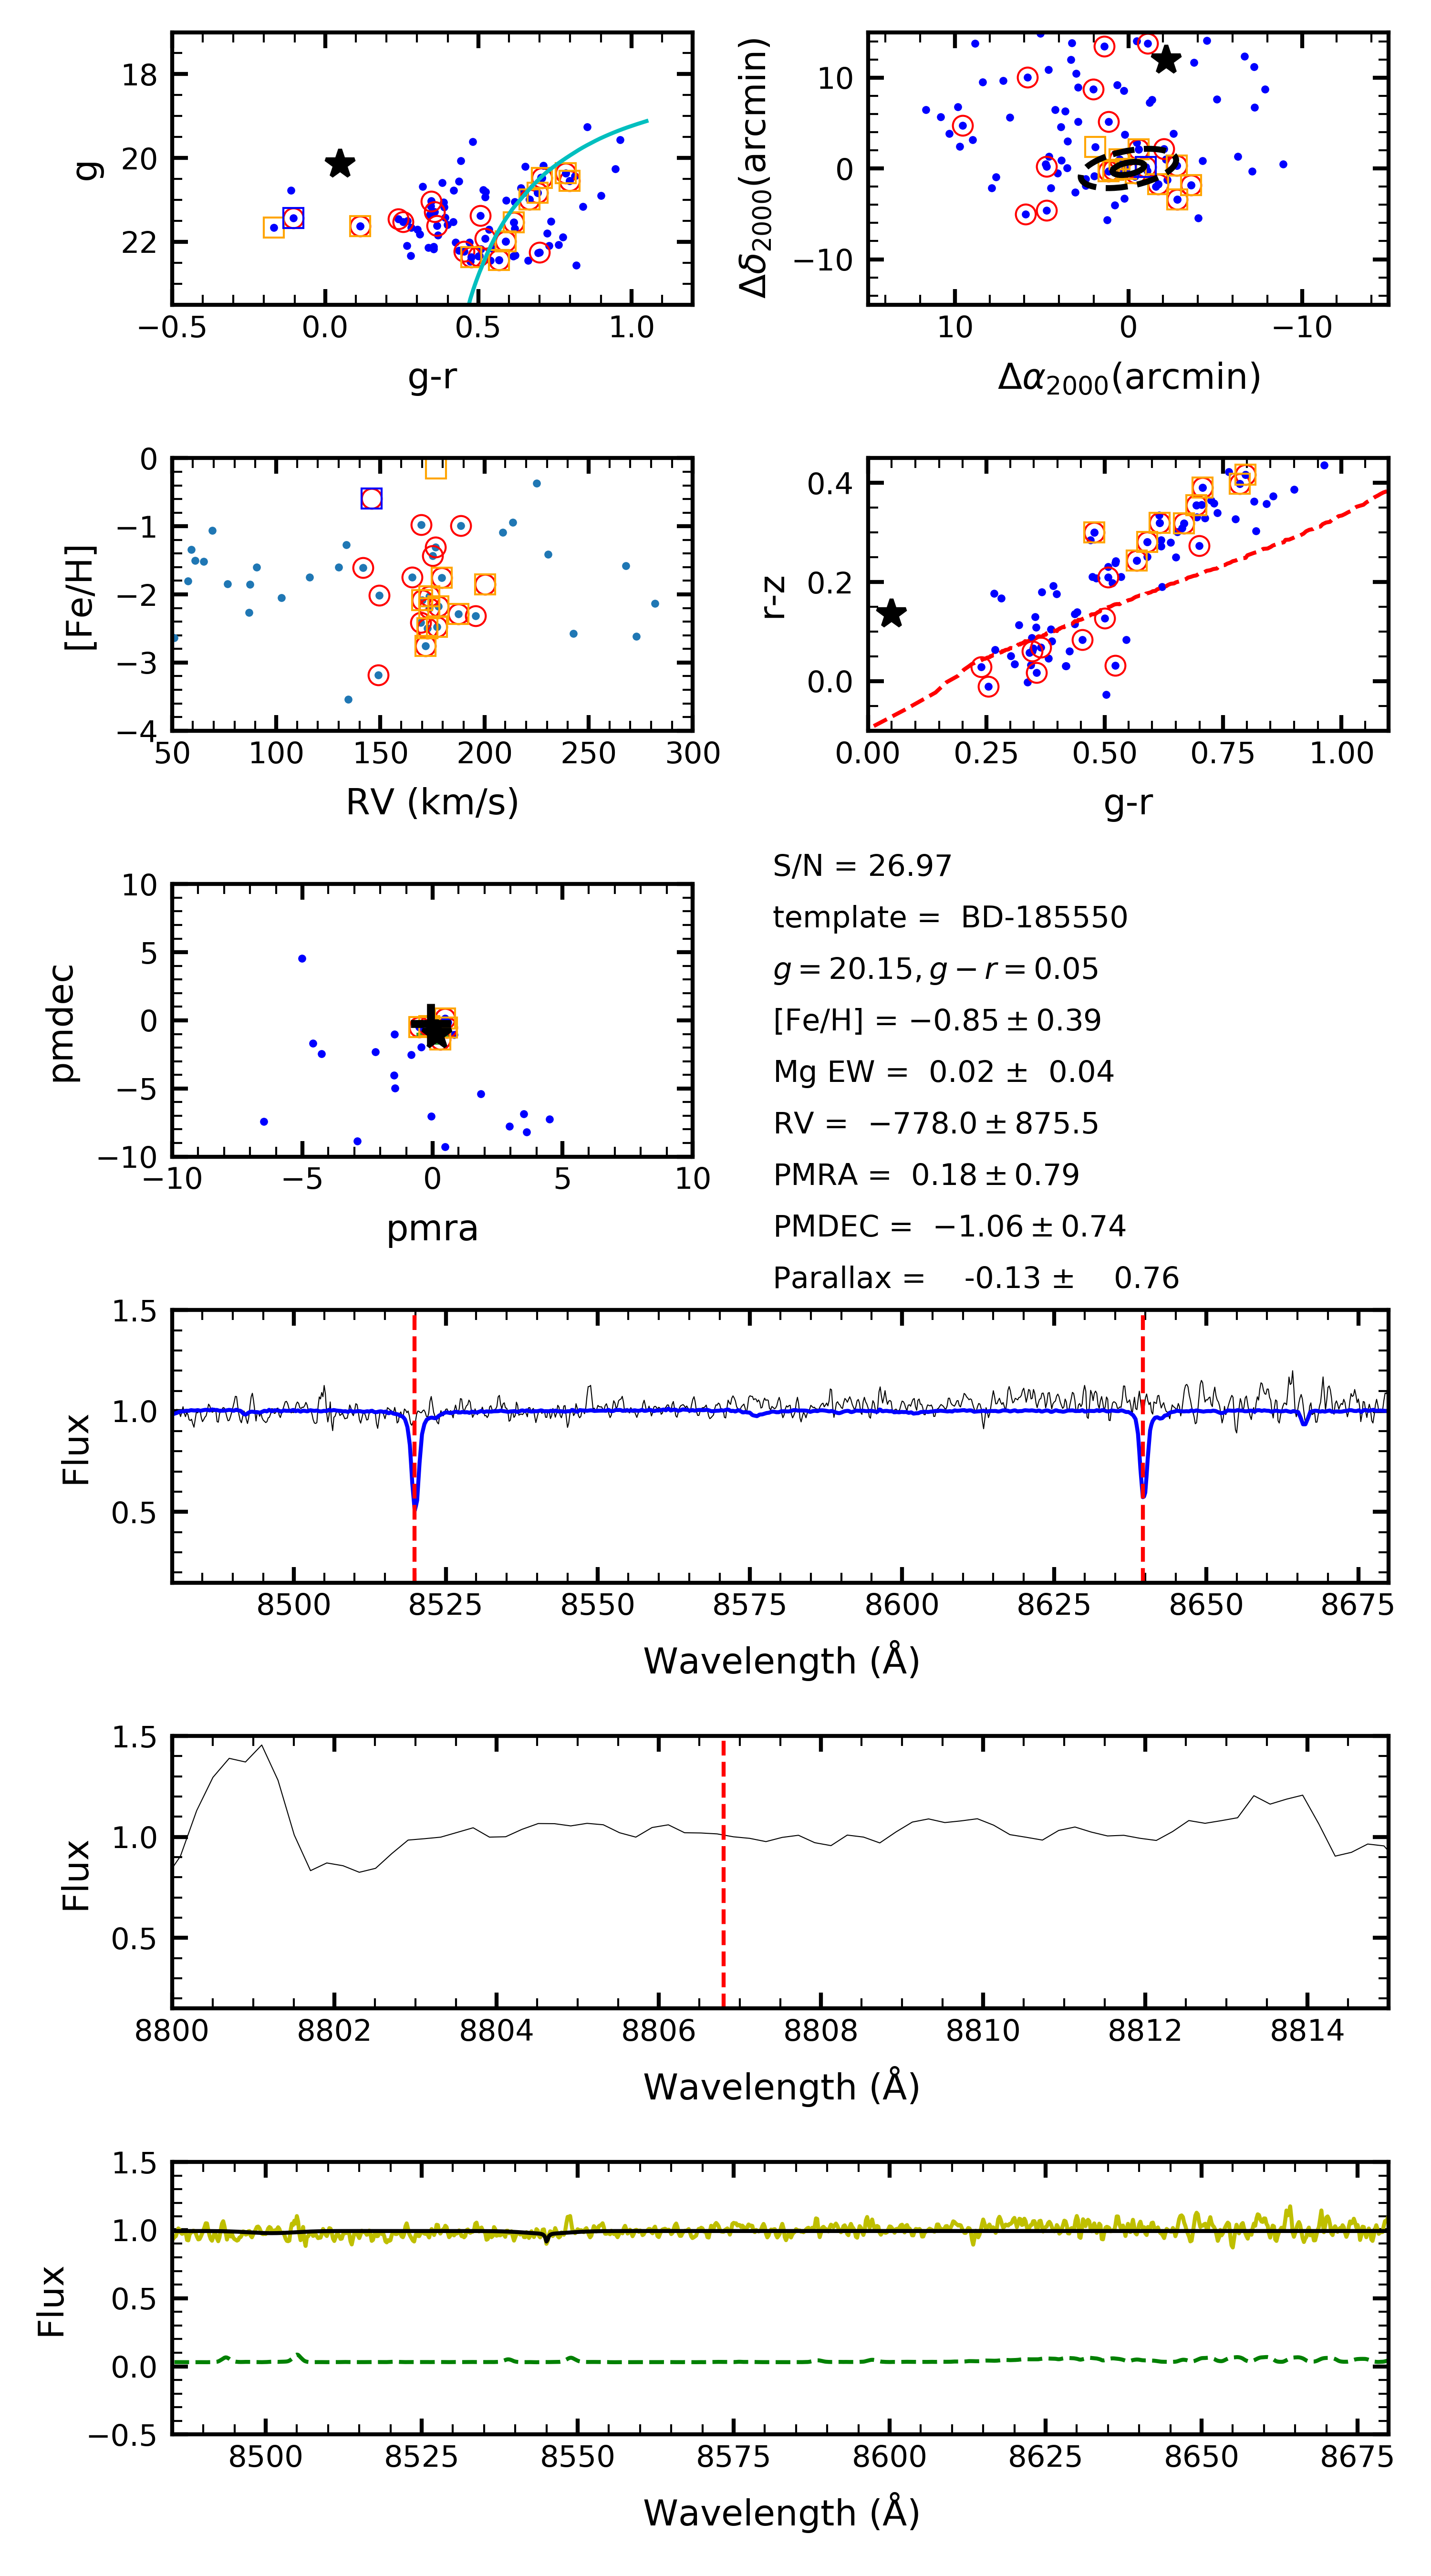 18
20
22
g
−0.5 0.0 0.5 1.0
g-r
10
0
−10
Δδ2000(arcmin)
10 0 −10
Δα2000(arcmin)
0
−1
−2
−3
−4
[Fe/H]
50 100 150 200 250 300
RV (km/s)
0.4
0.2
0.0
r-z
0.00 0.25 0.50 0.75 1.00
g-r
10
5
0
−5
−10
pmdec
−10 −5 0 5 10
pmra
S/N = 26.97
template = BD-185550
g = 20.15, g − r = 0.05
[Fe/H] = −0.85 ± 0.39
Mg EW = 0.02 ± 0.04
RV = −778.0 ± 875.5
PMRA = 0.18 ± 0.79
PMDEC = −1.06 ± 0.74
Parallax = -0.13 ± 0.76
1.5
1.0
0.5
Flux
8500 8525 8550 8575 8600 8625 8650 8675
Wavelength (Å)
1.5
1.0
0.5
Flux
8800 8802 8804 8806 8808 8810 8812 8814
Wavelength (Å)
1.5
1.0
0.5
0.0
−0.5
Flux
8500 8525 8550 8575 8600 8625 8650 8675
Wavelength (Å)